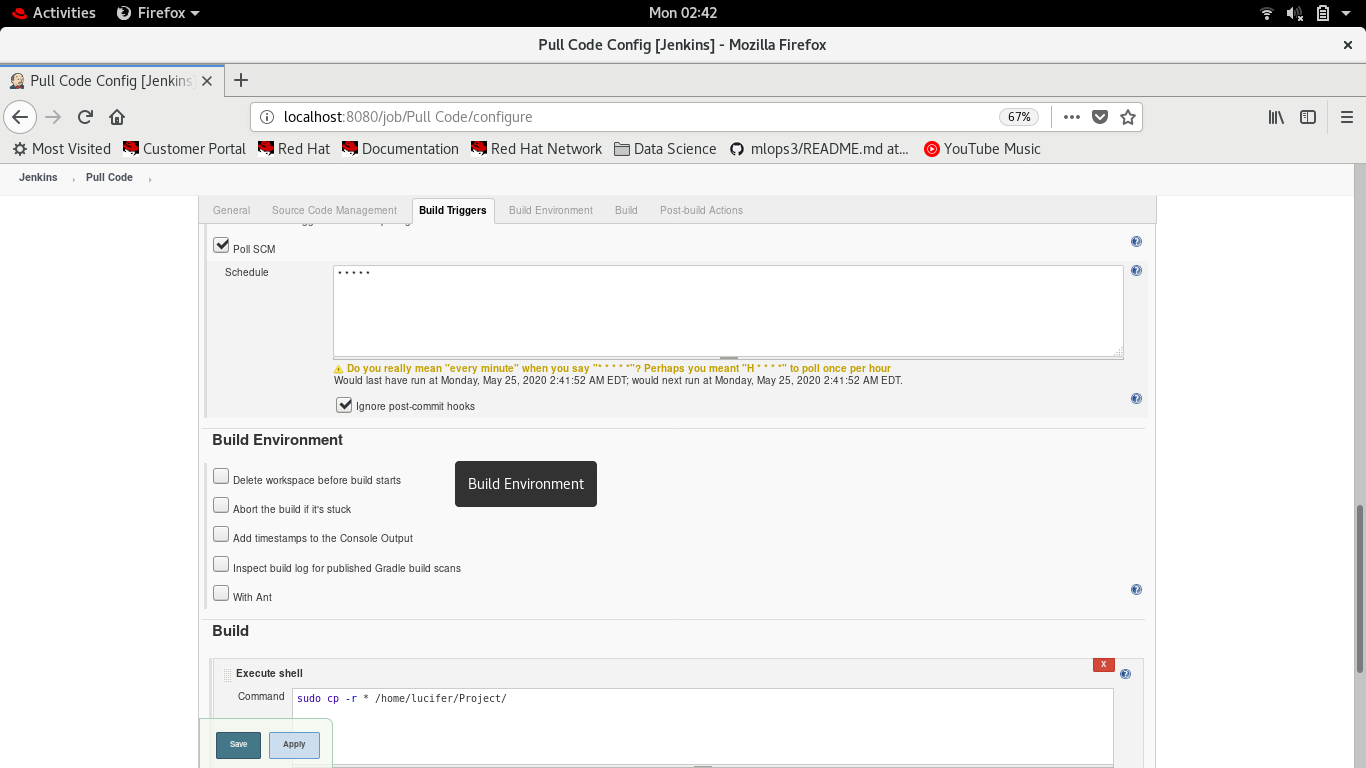 Activities Firefox Mon 02:42
Pull Code Config [Jenkins] - Mozilla Firefox
Pull Code Config [Jenkins]
localhost:8080/job/Pull Code/configure 67%
Most Visited Customer Portal Red Hat Documentation Red Hat Network Data Science mlops3/README.md at... YouTube Music
Jenkins Pull Code
General Source Code Management Build Triggers Build Environment Build Post-build Actions
Poll SCM
Schedule * * * * *
Do you really mean "every minute" when you say "* * * * *"? Perhaps you meant "H * * * *" to poll once per hour
Would last have run at Monday, May 25, 2020 2:41:52 AM EDT; would next run at Monday, May 25, 2020 2:41:52 AM EDT.
Ignore post-commit hooks
Build Environment
Delete workspace before build starts
Build Environment
Abort the build if it's stuck
Add timestamps to the Console Output
Inspect build log for published Gradle build scans
With Ant
Build
X
Execute shell
Command sudo cp -r * /home/lucifer/Project/
Save Apply